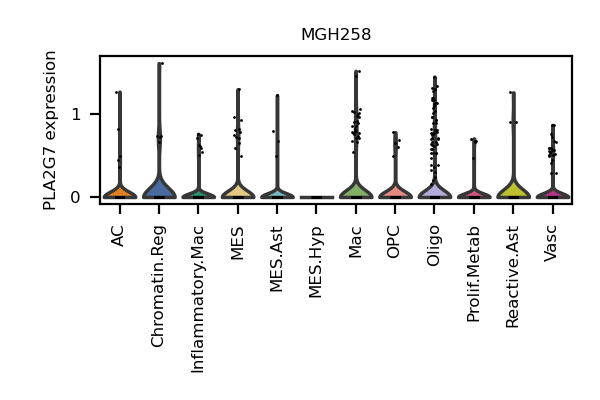 MGH258
PLA2G7 expression
1
0
AC
Chromatin.Reg
Inflammatory.Mac
MES
MES.Ast
MES.Hyp
Mac
OPC
Oligo
Prolif.Metab
Reactive.Ast
Vasc